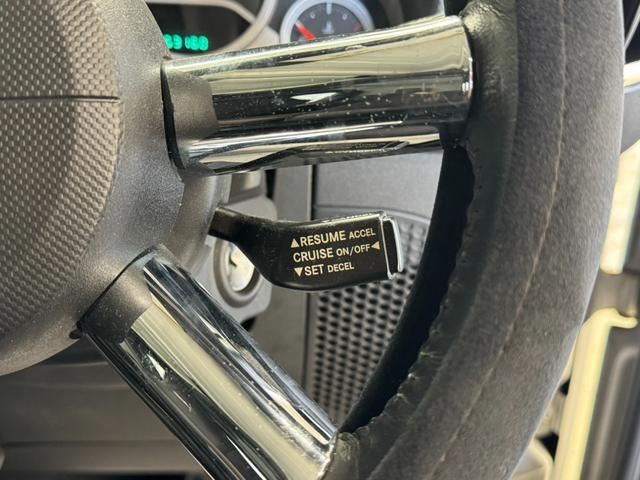 ▲RESUME ACCEL
CRUISE ON/OFF◄
▼SET DECEL